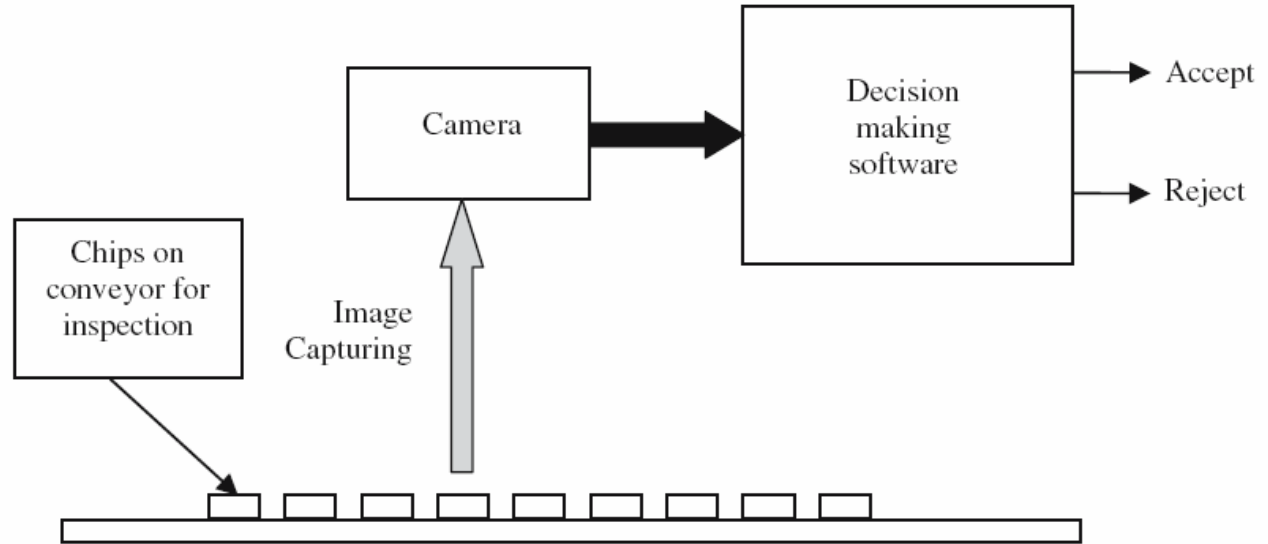 Camera
Decision
making
software
Accept
Reject
Chips on
conveyor for
inspection
Image
Capturing